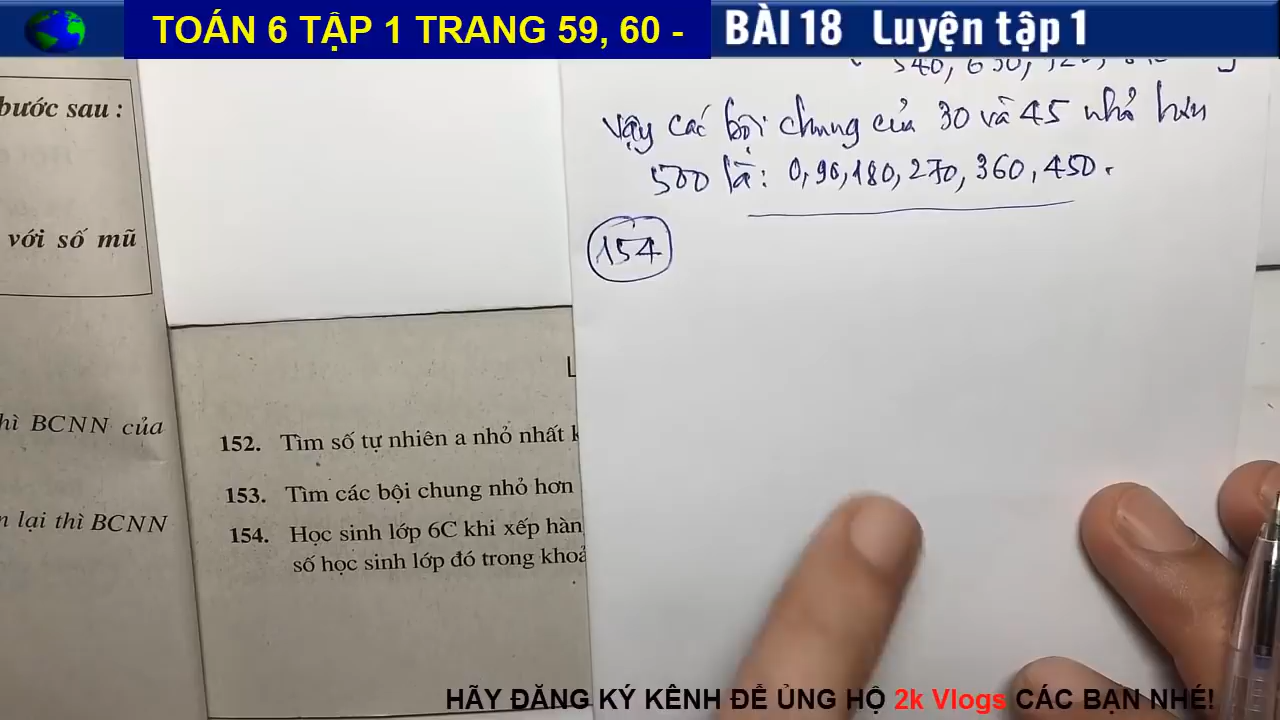 TOÁN 6 TẬP 1 TRANG 59, 60 -
BÀI 18 Luyện tập 1
bước sau :
với số mũ
hì BCNN của
n lại thì BCNN
152. Tìm số tự nhiên a nhỏ nhất k
153. Tìm các bội chung nhỏ hơn
154. Học sinh lớp 6C khi xếp hàn
số học sinh lớp đó trong khoả
540, 630,
Vậy các bội chung của 30 và 45 nhỏ hơn
500 là: 0, 90, 180, 270, 360, 450.
154
HÃY ĐĂNG KÝ KÊNH ĐỂ ỦNG HỘ 2k Vlogs CÁC BẠN NHÉ!